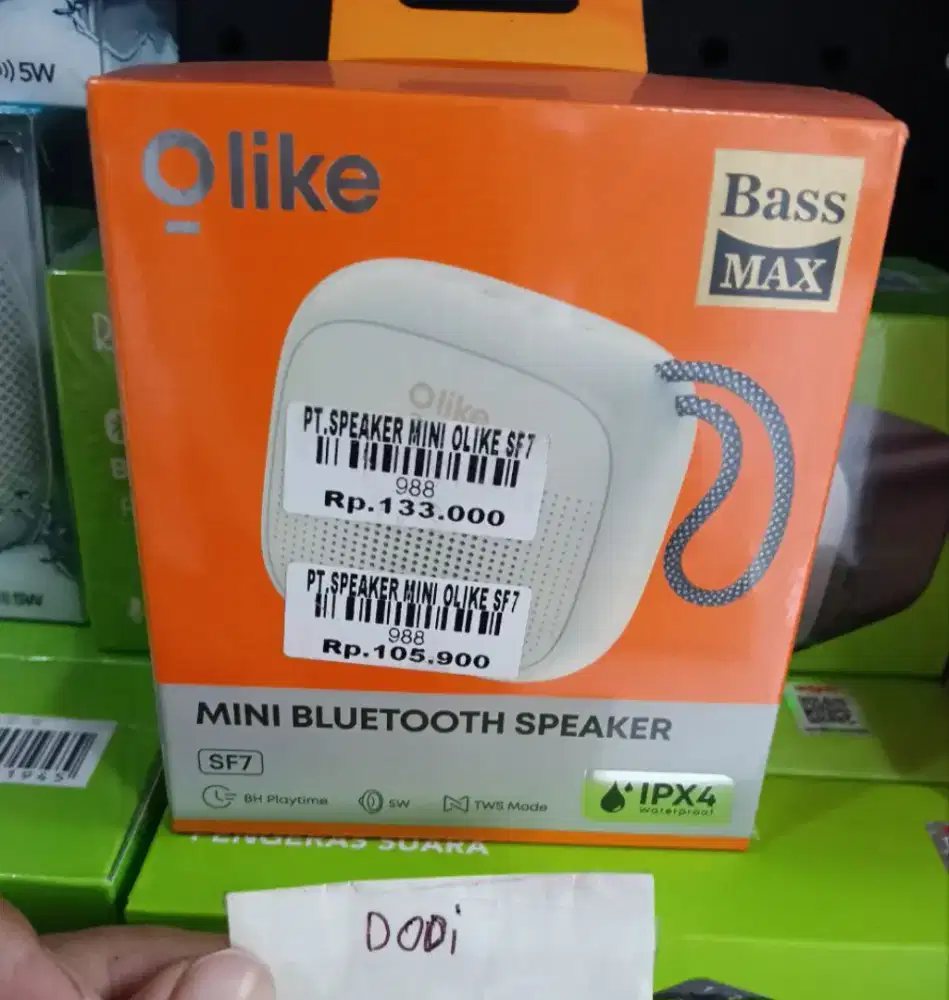 5W
Olike
Bass
MAX
Olike
PT.SPEAKER MINI OLIKE SF7
988
Rp.133.000
PT.SPEAKER MINI OLIKE SF7
988
Rp.105.900
MINI BLUETOOTH SPEAKER
SF7
8H Playtime
5W
TWS Mode
IPX4
Waterproof
1945
PENGERAS SUARA
DODi